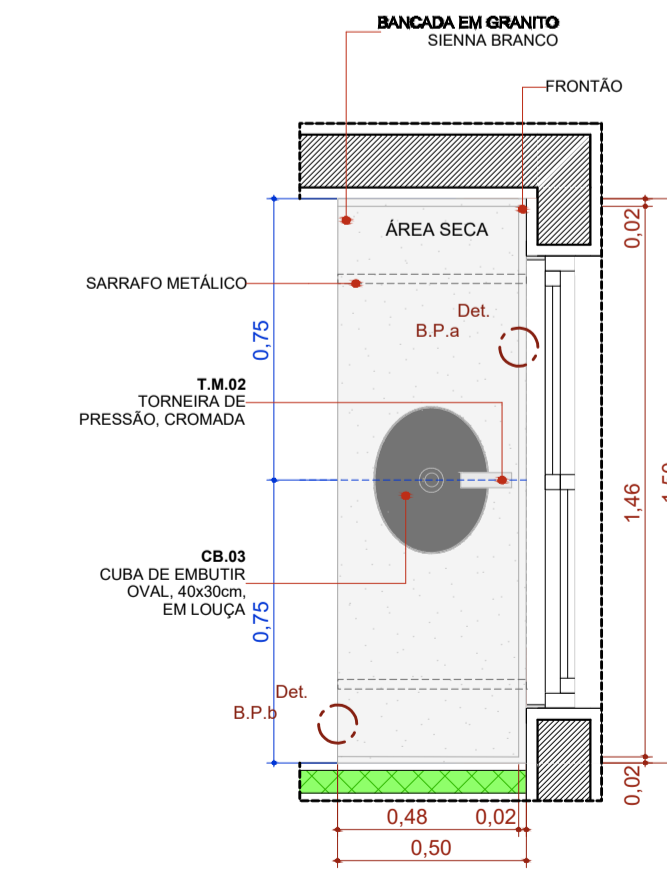 BANCADA EM GRANITO
SIENNA BRANCO
FRONTÃO
0,02
ÁREA SECA
SARRAFO METÁLICO
Det.
B.P.a
0,75
T.M.02
TORNEIRA DE
PRESSÃO, CROMADA
1,46
CB.03
CUBA DE EMBUTIR
OVAL, 40x30cm,
EM LOUÇA
0,75
Det.
B.P.b
0,02
0,48
0,02
0,50